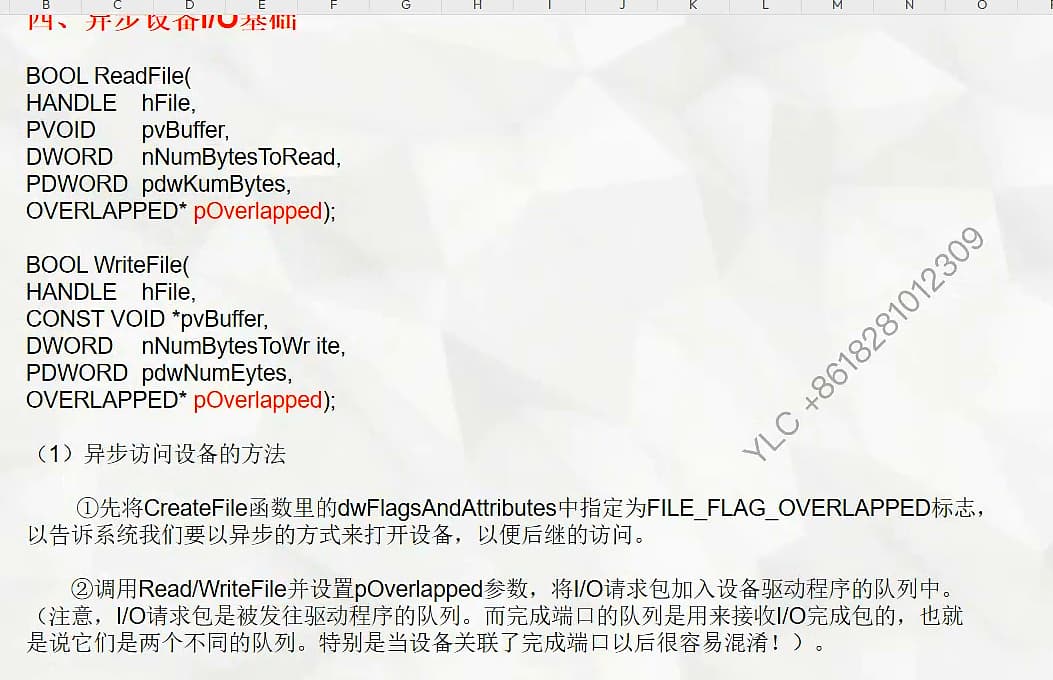 B C D E F G H I J K L M N O
四、异步设备I/O基础
BOOL ReadFile(
HANDLE hFile,
PVOID pvBuffer,
DWORD nNumBytesToRead,
PDWORD pdwKumBytes,
OVERLAPPED* pOverlapped);
BOOL WriteFile(
HANDLE hFile,
CONST VOID *pvBuffer,
DWORD nNumBytesToWr ite,
PDWORD pdwNumEytes,
OVERLAPPED* pOverlapped);
YLC +8618281012309
（1）异步访问设备的方法
①先将CreateFile函数里的dwFlagsAndAttributes中指定为FILE_FLAG_OVERLAPPED标志，
以告诉系统我们要以异步的方式来打开设备，以便后继的访问。
②调用Read/WriteFile并设置pOverlapped参数，将I/O请求包加入设备驱动程序的队列中。
（注意，I/O请求包是被发往驱动程序的队列。而完成端口的队列是用来接收I/O完成包的，也就
是说它们是两个不同的队列。特别是当设备关联了完成端口以后很容易混淆！）。